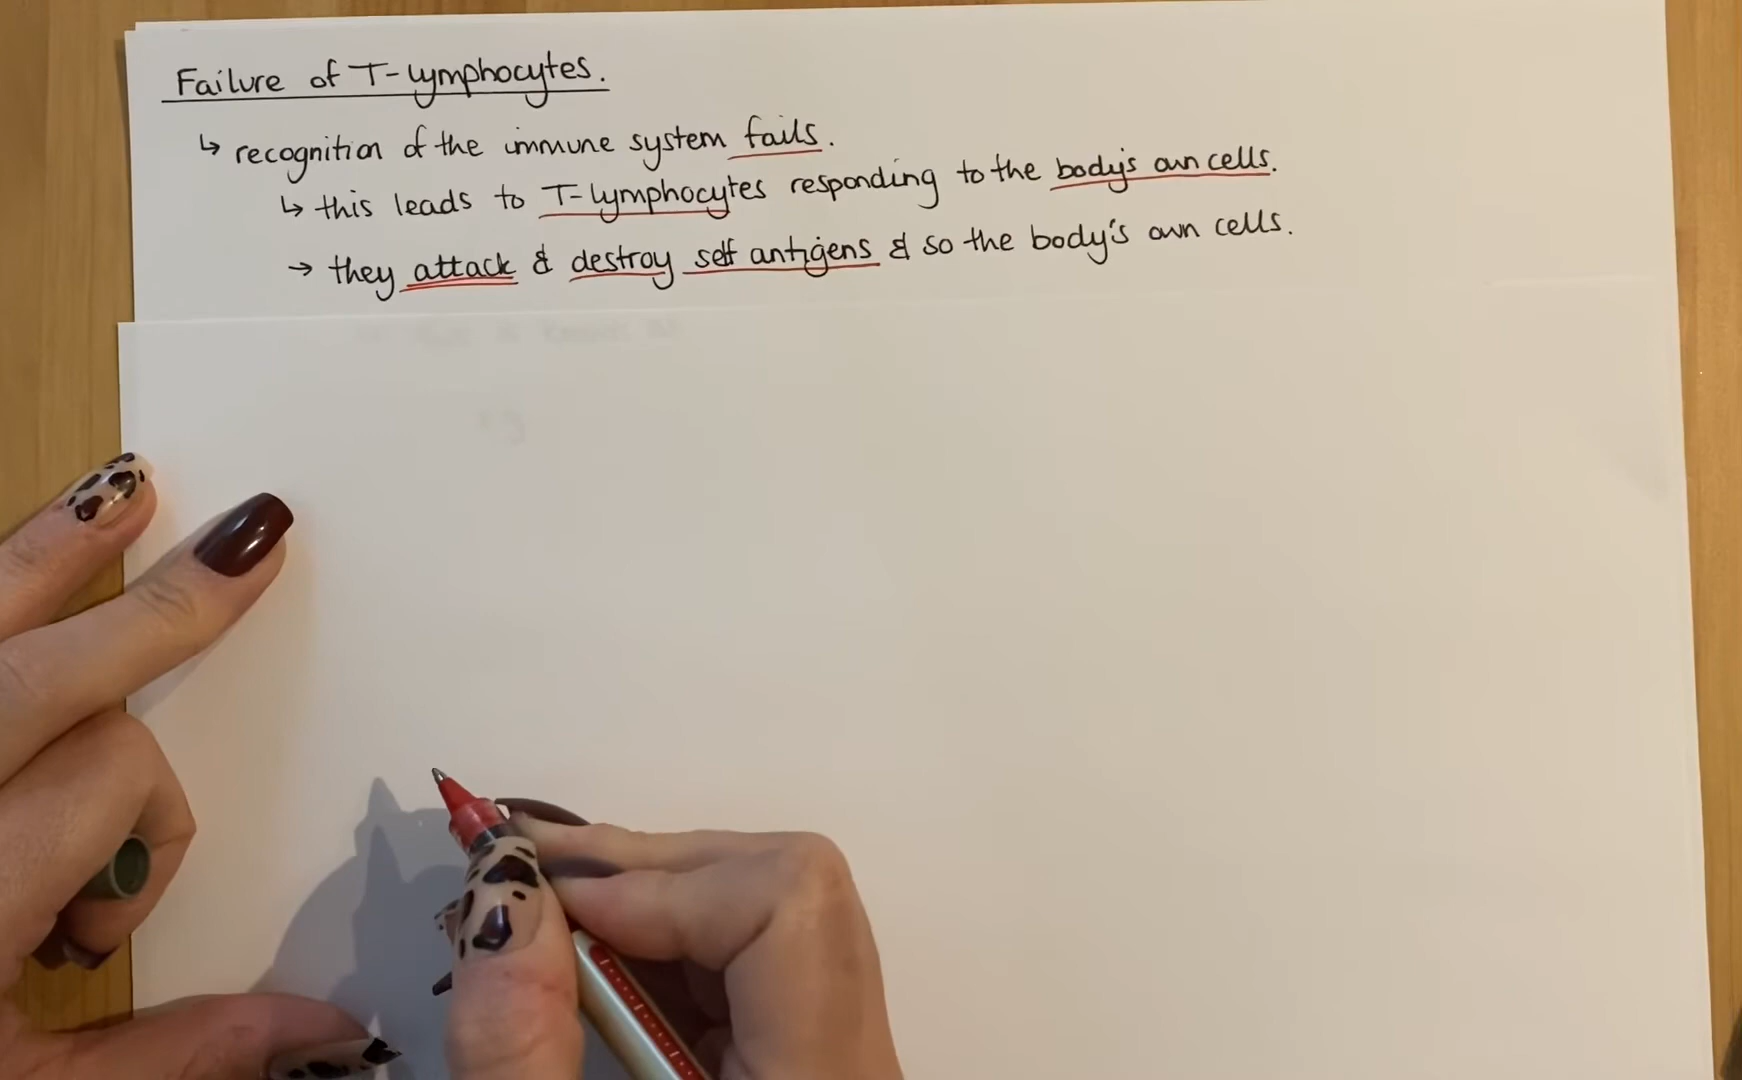 Failure of T-lymphocytes.
↳ recognition of the immune system fails.
↳ this leads to T-lymphocytes responding to the body's own cells.
→ they attack & destroy self antigens & so the body's own cells.